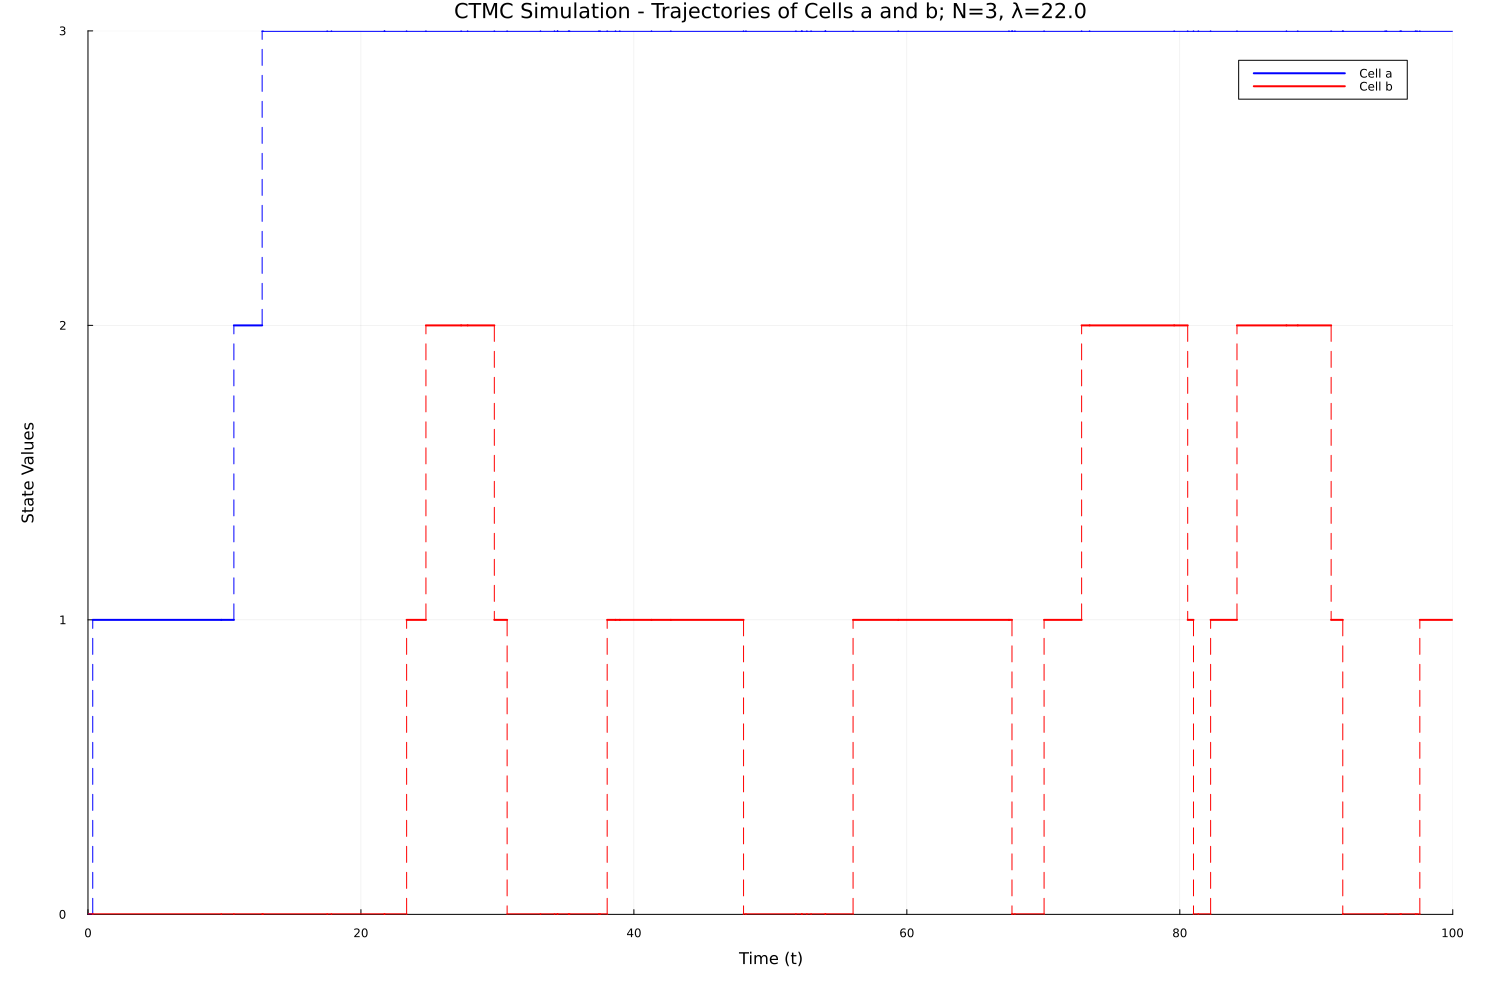 CTMC Simulation - Trajectories of Cells a and b; N=3, λ=22.0
3
Cell a
Cell b
2
State Values
1
0
0 20 40 60 80 100
Time (t)